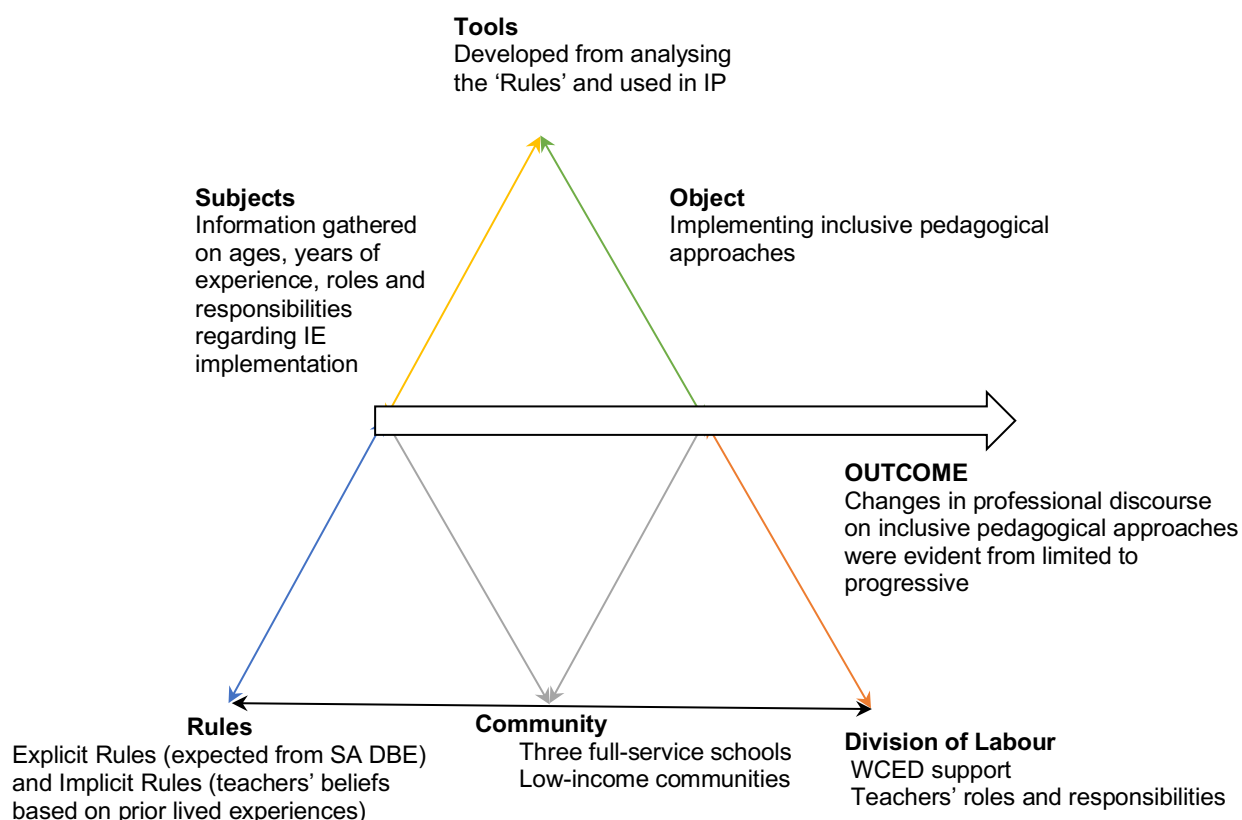 Tools
Developed from analysing
the ‘Rules’ and used in IP
Subjects
Information gathered
on ages, years of
experience, roles and
responsibilities
regarding IE
implementation
Object
Implementing inclusive pedagogical
approaches
OUTCOME
Changes in professional discourse
on inclusive pedagogical approaches
were evident from limited to
progressive
Rules
Explicit Rules (expected from SA DBE)
and Implicit Rules (teachers’ beliefs
based on prior lived experiences)
Community
Three full-service schools
Low-income communities
Division of Labour
WCED support
Teachers’ roles and responsibilities